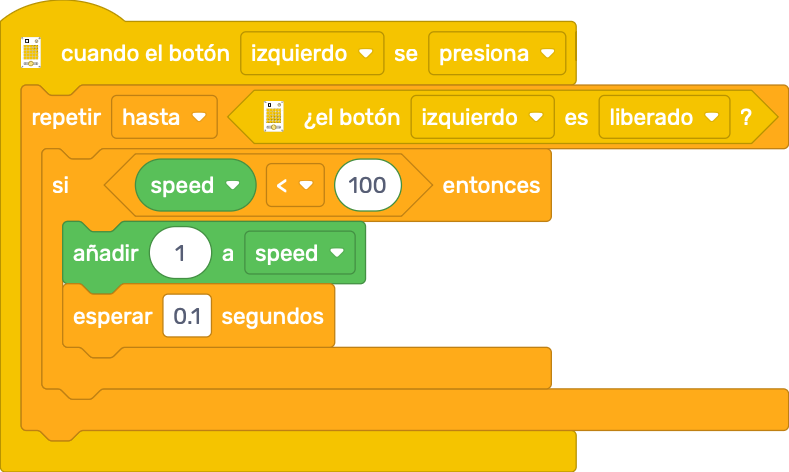 cuando el botón izquierdo se presiona
repetir hasta ¿el botón izquierdo es liberado ?
si speed < 100 entonces
añadir 1 a speed
esperar 0.1 segundos